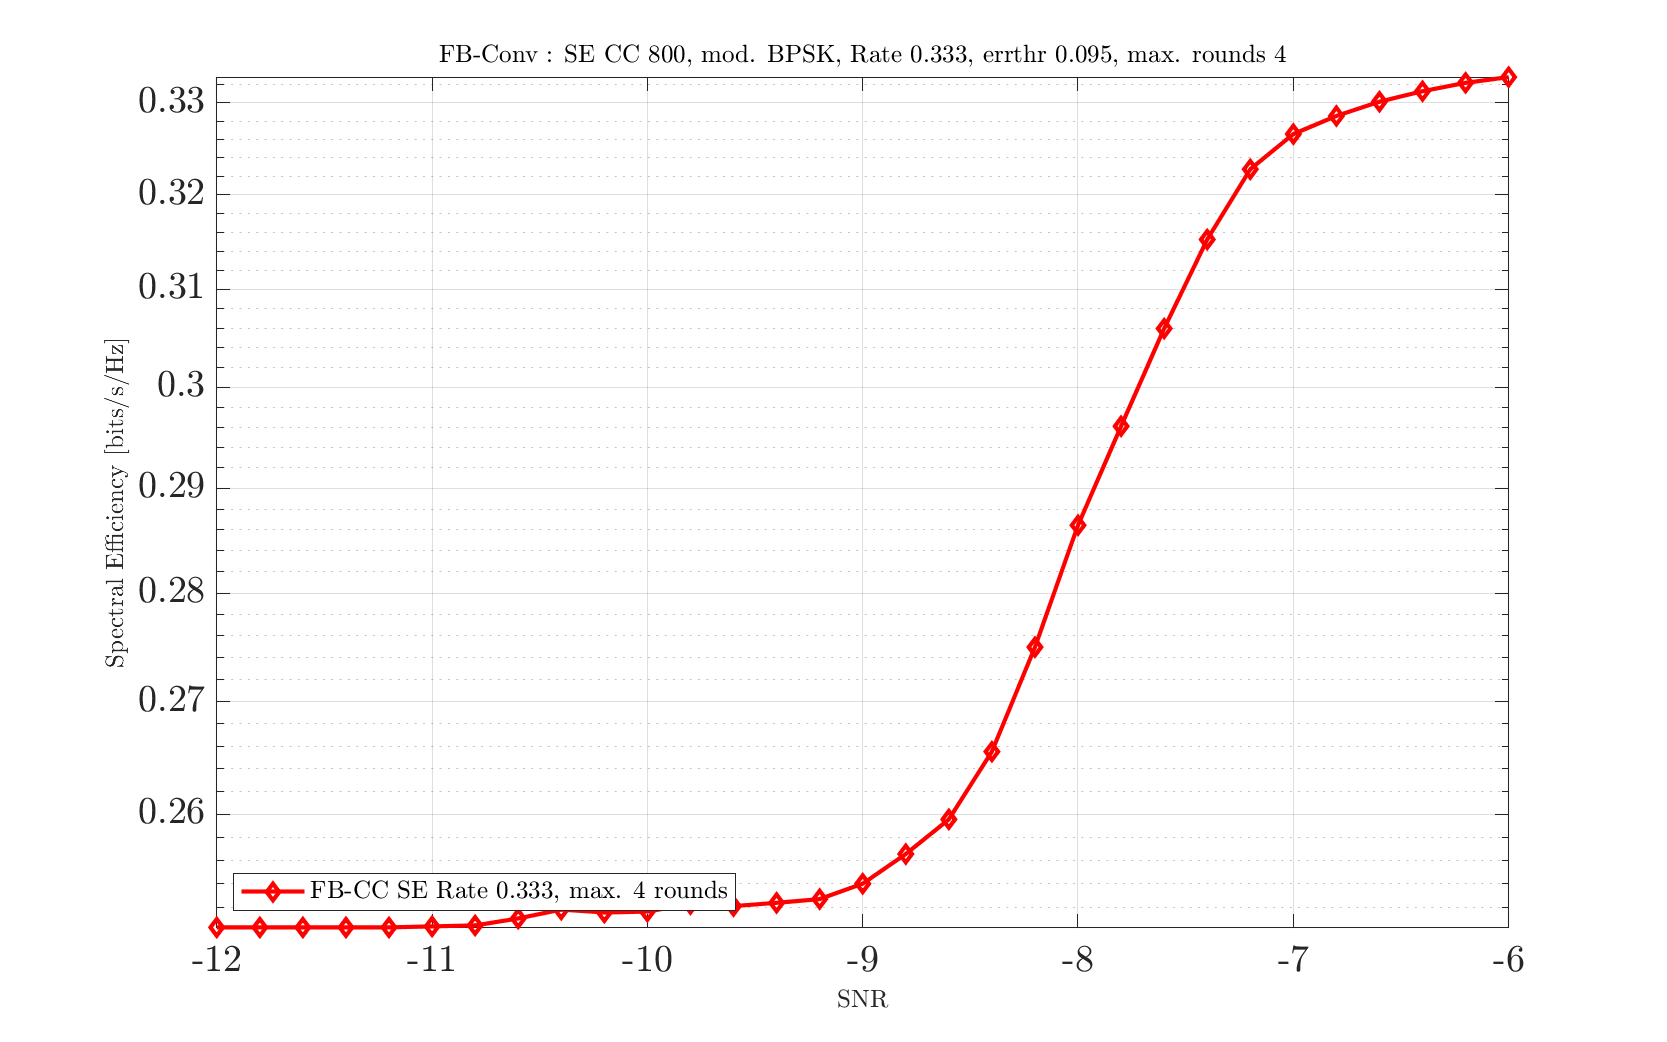 FB-Conv : SE CC 800, mod. BPSK, Rate 0.333, errthr 0.095, max. rounds 4
0.33
0.32
0.31
0.3
0.29
0.28
0.27
0.26
Spectral Efficiency [bits/s/Hz]
FB-CC SE Rate 0.333, max. 4 rounds
-12 -11 -10 -9 -8 -7 -6
SNR